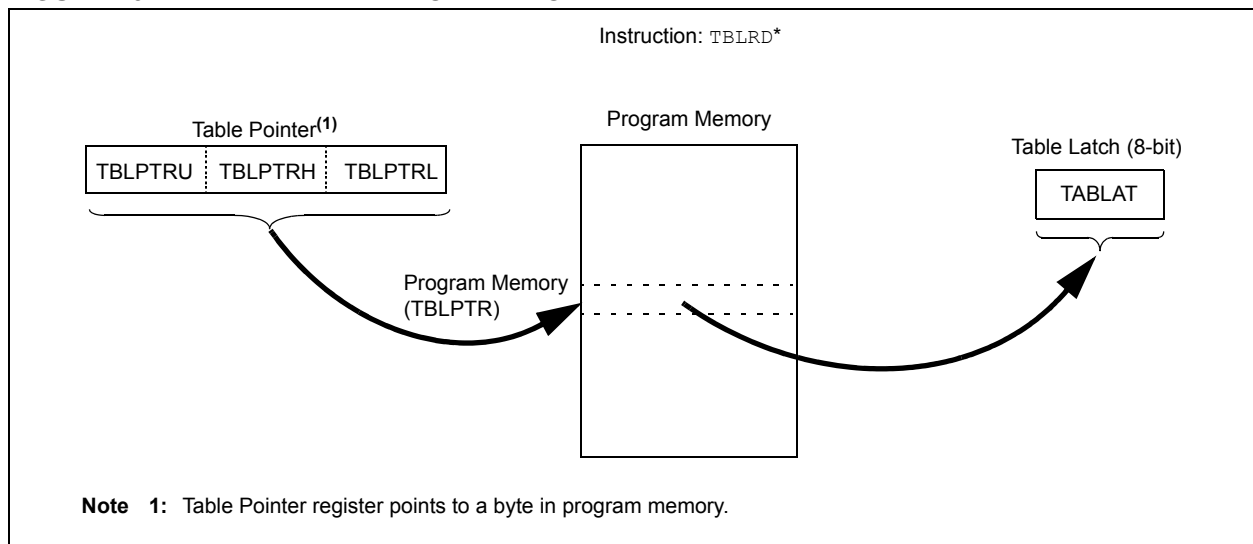 Instruction: TBLRD*
Table Pointer(1)
TBLPTRU TBLPTRH TBLPTRL
Program Memory
Table Latch (8-bit)
TABLAT
Program Memory
(TBLPTR)
Note 1: Table Pointer register points to a byte in program memory.